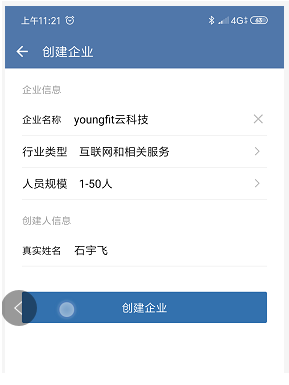 上午11:21 4G 63
创建企业
企业信息
企业名称 youngfit云科技
行业类型 互联网和相关服务
人员规模 1-50人
创建人信息
真实姓名 石宇飞
创建企业